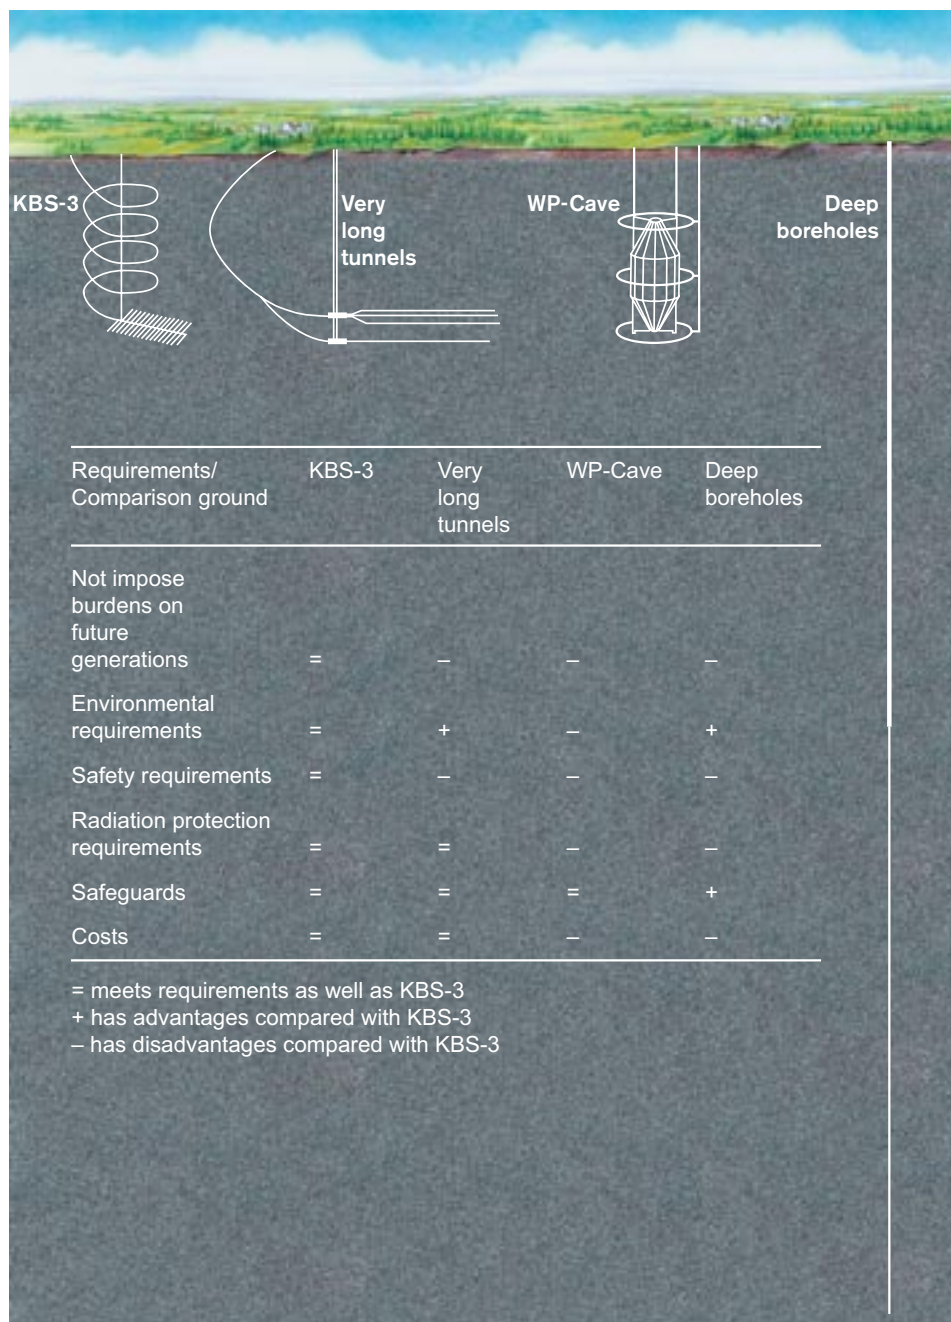 KBS-3
Very
long
tunnels
WP-Cave
Deep
boreholes
Requirements/
Comparison ground
KBS-3
Very
long
tunnels
WP-Cave
Deep
boreholes
Not impose
burdens on
future
generations = – – –
Environmental
requirements = + – +
Safety requirements = – – –
Radiation protection
requirements = = – –
Safeguards = = = +
Costs = = – –
= meets requirements as well as KBS-3
+ has advantages compared with KBS-3
– has disadvantages compared with KBS-3